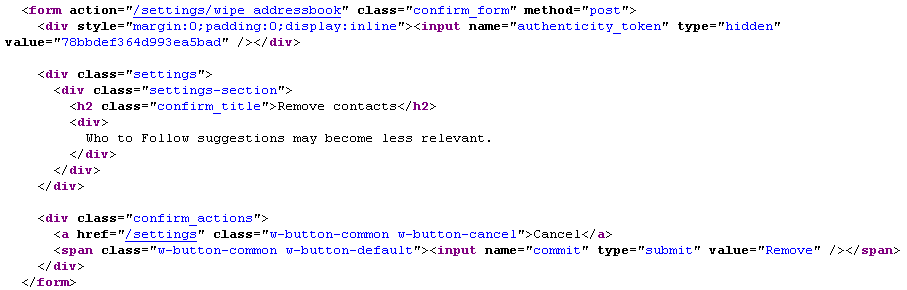 <form action="/settings/wipe_addressbook" class="confirm_form" method="post">
<div style="margin:0;padding:0;display:inline"><input name="authenticity_token" type="hidden"
value="78bbdef364d993ea5bad" /></div>
<div class="settings">
<div class="settings-section">
<h2 class="confirm_title">Remove contacts</h2>
<div>
Who to Follow suggestions may become less relevant.
</div>
</div>
</div>
<div class="confirm_actions">
<a href="/settings" class="w-button-common w-button-cancel">Cancel</a>
<span class="w-button-common w-button-default"><input name="commit" type="submit" value="Remove" /></span>
</div>
</form>